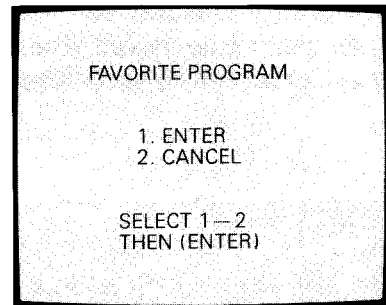 FAVORITE PROGRAM
1. ENTER
2. CANCEL
SELECT 1—2
THEN (ENTER)